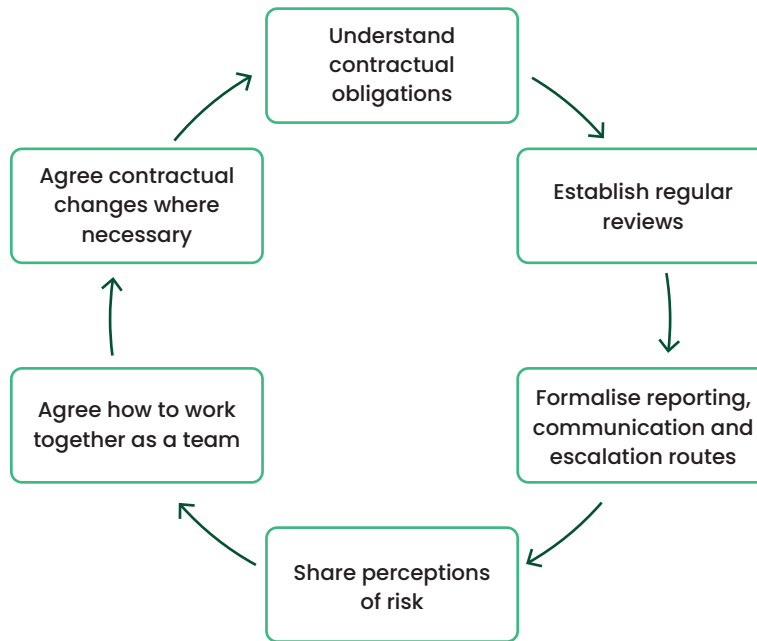 Understand
contractual
obligations
Establish regular
reviews
Formalise reporting,
communication and
escalation routes
Share perceptions
of risk
Agree how to work
together as a team
Agree contractual
changes where
necessary